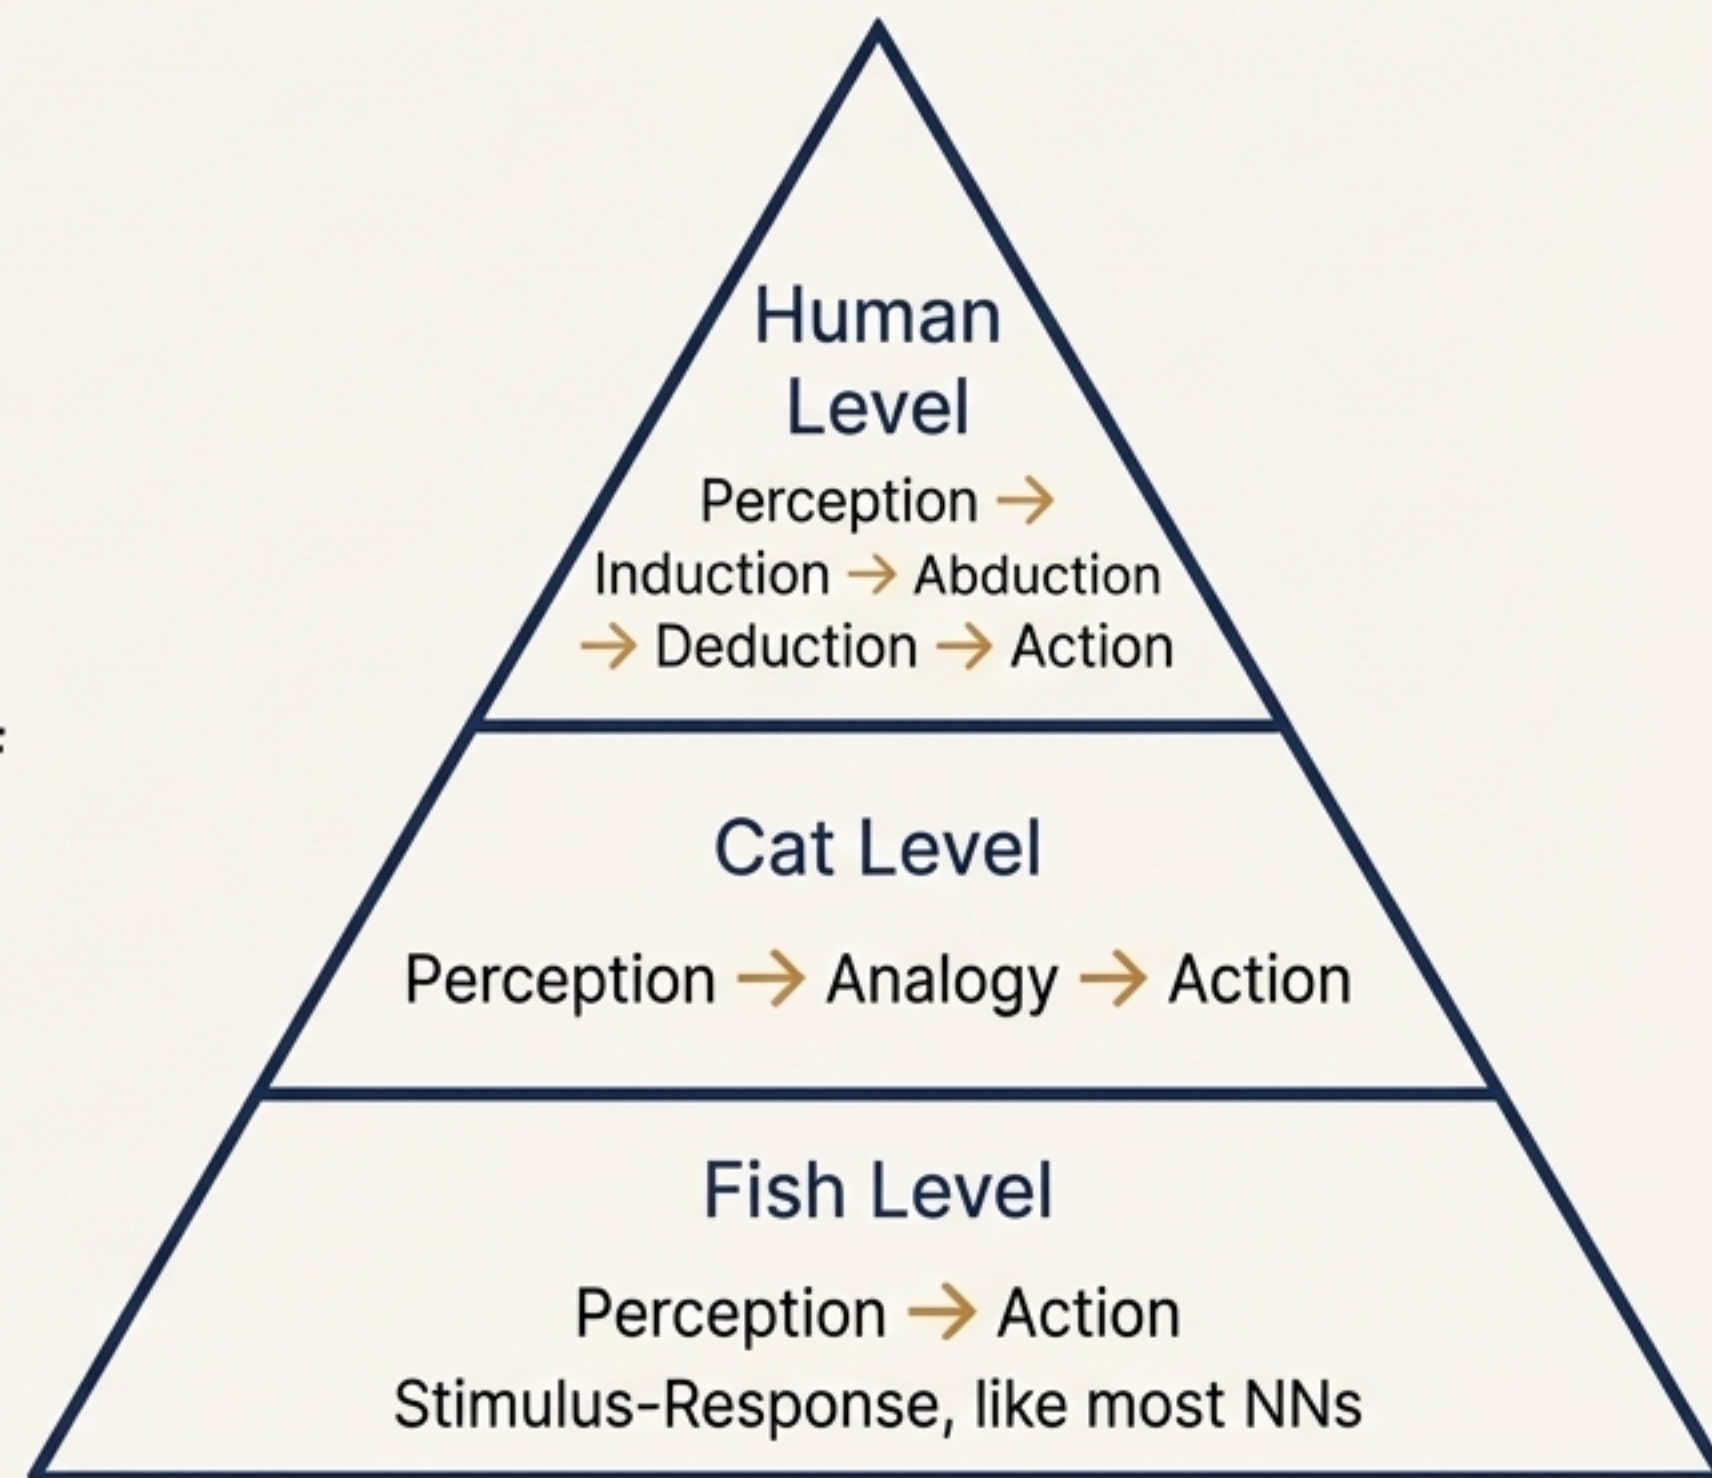 Human
Level
Perception →
Induction → Abduction
→ Deduction → Action
Cat Level
Perception → Analogy → Action
Fish Level
Perception → Action
Stimulus-Response, like most NNs